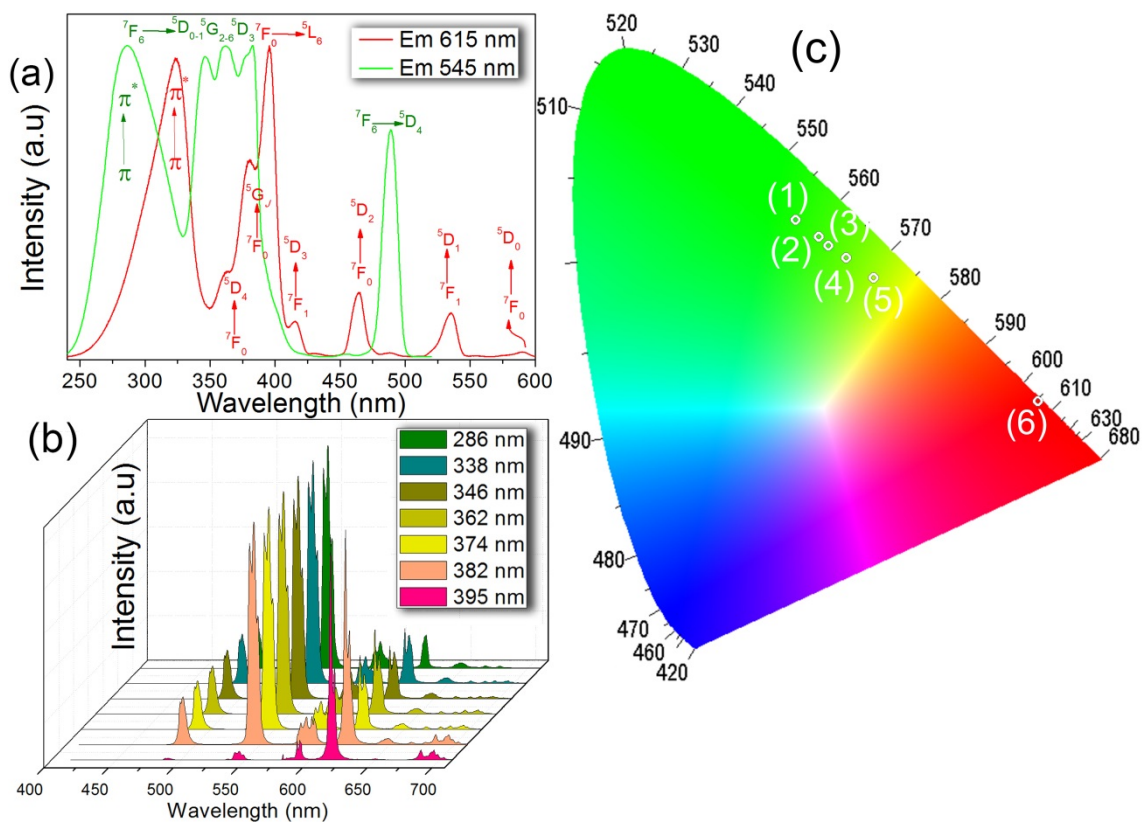 (a)
⁷F₆ → ⁵D₀₋₁ ⁵G₂₋₆ ⁵D₃ ⁷F₀ → ⁵L₆
Em 615 nm
Em 545 nm
π* π*
π π
⁷F₆ → ⁵D₄
⁵G_J
⁷F₀
⁵D₄
⁷F₀
⁵D₃
⁷F₁
⁵D₂
⁷F₀
⁵D₁
⁷F₁
⁵D₀
⁷F₀
Intensity (a.u)
250 300 350 400 450 500 550 600
Wavelength (nm)
(b)
286 nm
338 nm
346 nm
362 nm
374 nm
382 nm
395 nm
Intensity (a.u)
400 450 500 550 600 650 700
Wavelength (nm)
(c)
520
530
540
510
550
560
(1)
(3)
570
(2)
(4)
580
(5)
590
600
610
(6)
630
490
680
480
470
460
420